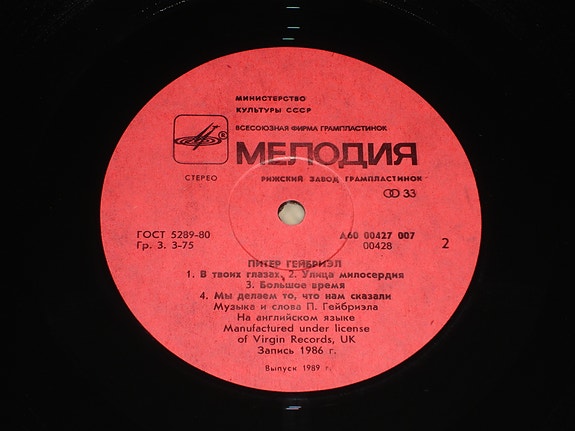 МИНИСТЕРСТВО
КУЛЬТУРЫ СССР
ВСЕСОЮЗНАЯ ФИРМА ГРАМПЛАСТИНОК
®
МЕЛОДИЯ
СТЕРЕО
РИЖСКИЙ ЗАВОД ГРАМПЛАСТИНОК
33
ГОСТ 5289-80
Гр. 3. 3-75
А60 00427 007
00428
2
ПИТЕР ГЕЙБРИЭЛ
1. В твоих глазах. 2. Улица милосердия
3. Большое время
4. Мы делаем то, что нам сказали
Музыка и слова П. Гейбриэла
На английском языке
Manufactured under license
of Virgin Records, UK
Запись 1986 г.
Выпуск 1989 г.